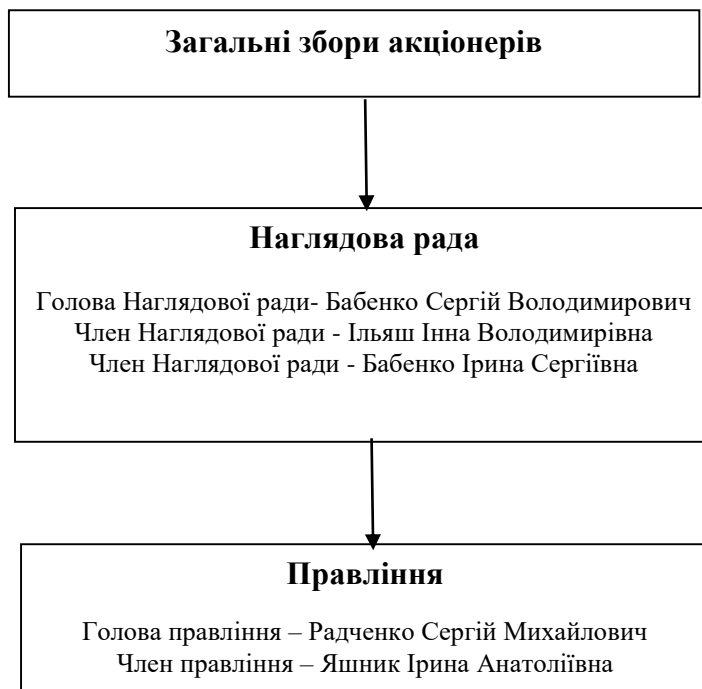 Загальні збори акціонерів
Наглядова рада
Голова Наглядової ради- Бабенко Сергій Володимирович
Член Наглядової ради - Ільяш Інна Володимирівна
Член Наглядової ради - Бабенко Ірина Сергіївна
Правління
Голова правління – Радченко Сергій Михайлович
Член правління – Яшник Ірина Анатоліївна